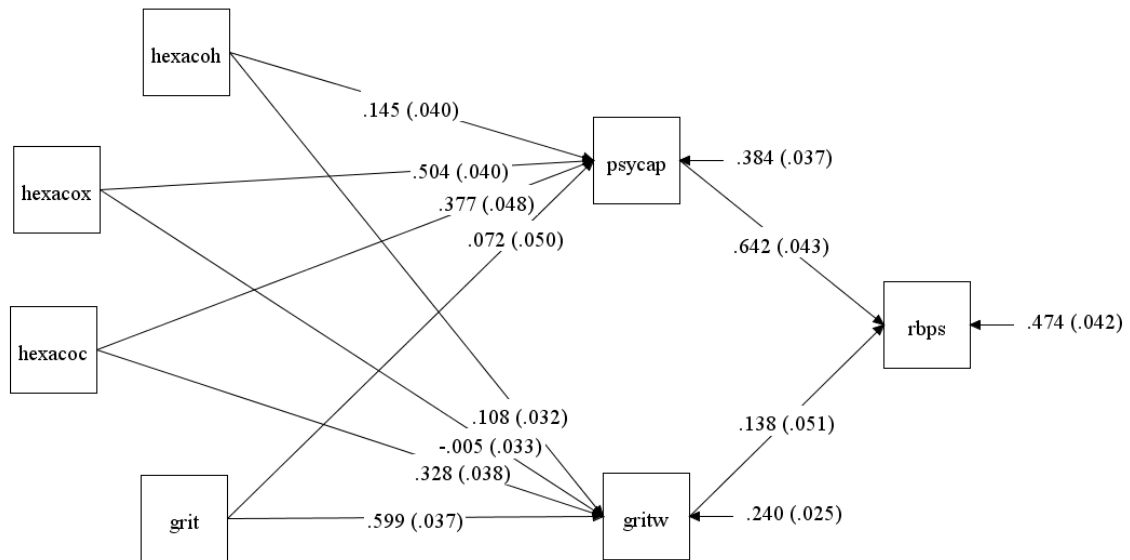 hexacoh
.145 (.040)
psycap
.384 (.037)
hexacox
.504 (.040)
.377 (.048)
.072 (.050)
.642 (.043)
hexacoc
rbps
.474 (.042)
.108 (.032)
-.005 (.033)
.328 (.038)
.138 (.051)
grit
.599 (.037)
gritw
.240 (.025)